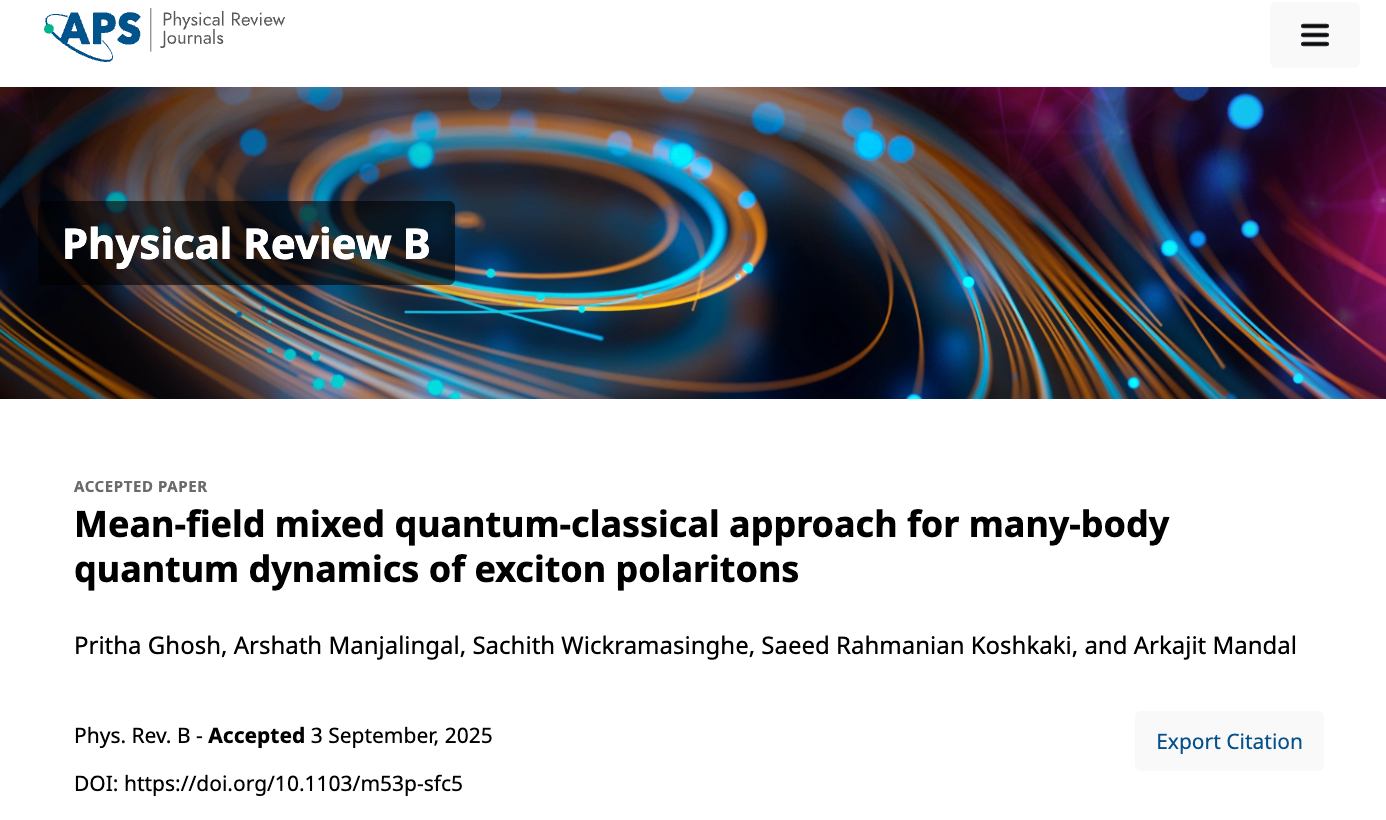 APS Physical Review
Journals
Physical Review B
ACCEPTED PAPER
Mean-field mixed quantum-classical approach for many-body
quantum dynamics of exciton polaritons
Pritha Ghosh, Arshath Manjalingal, Sachith Wickramasinghe, Saeed Rahmanian Koshkaki, and Arkajit Mandal
Phys. Rev. B - Accepted 3 September, 2025
Export Citation
DOI: https://doi.org/10.1103/m53p-sfc5